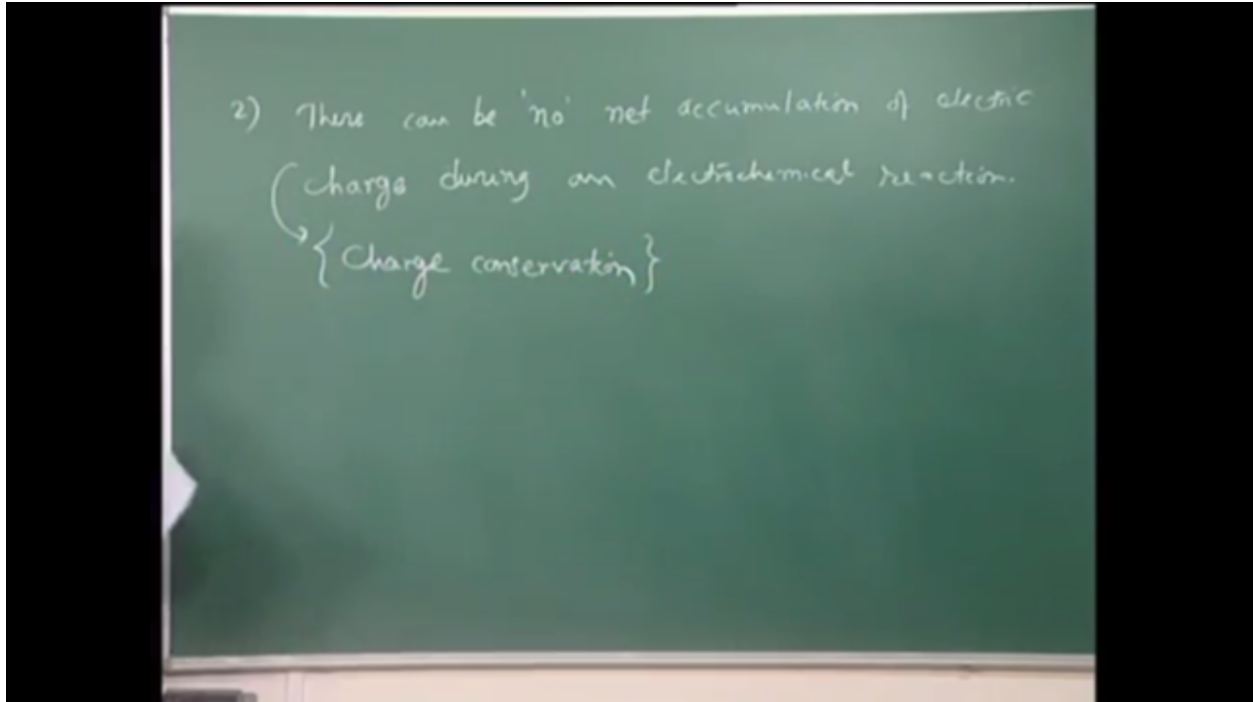 2) There can be 'no' net accumulation of electric
charge during an electrochemical reaction.
{Charge conservation}